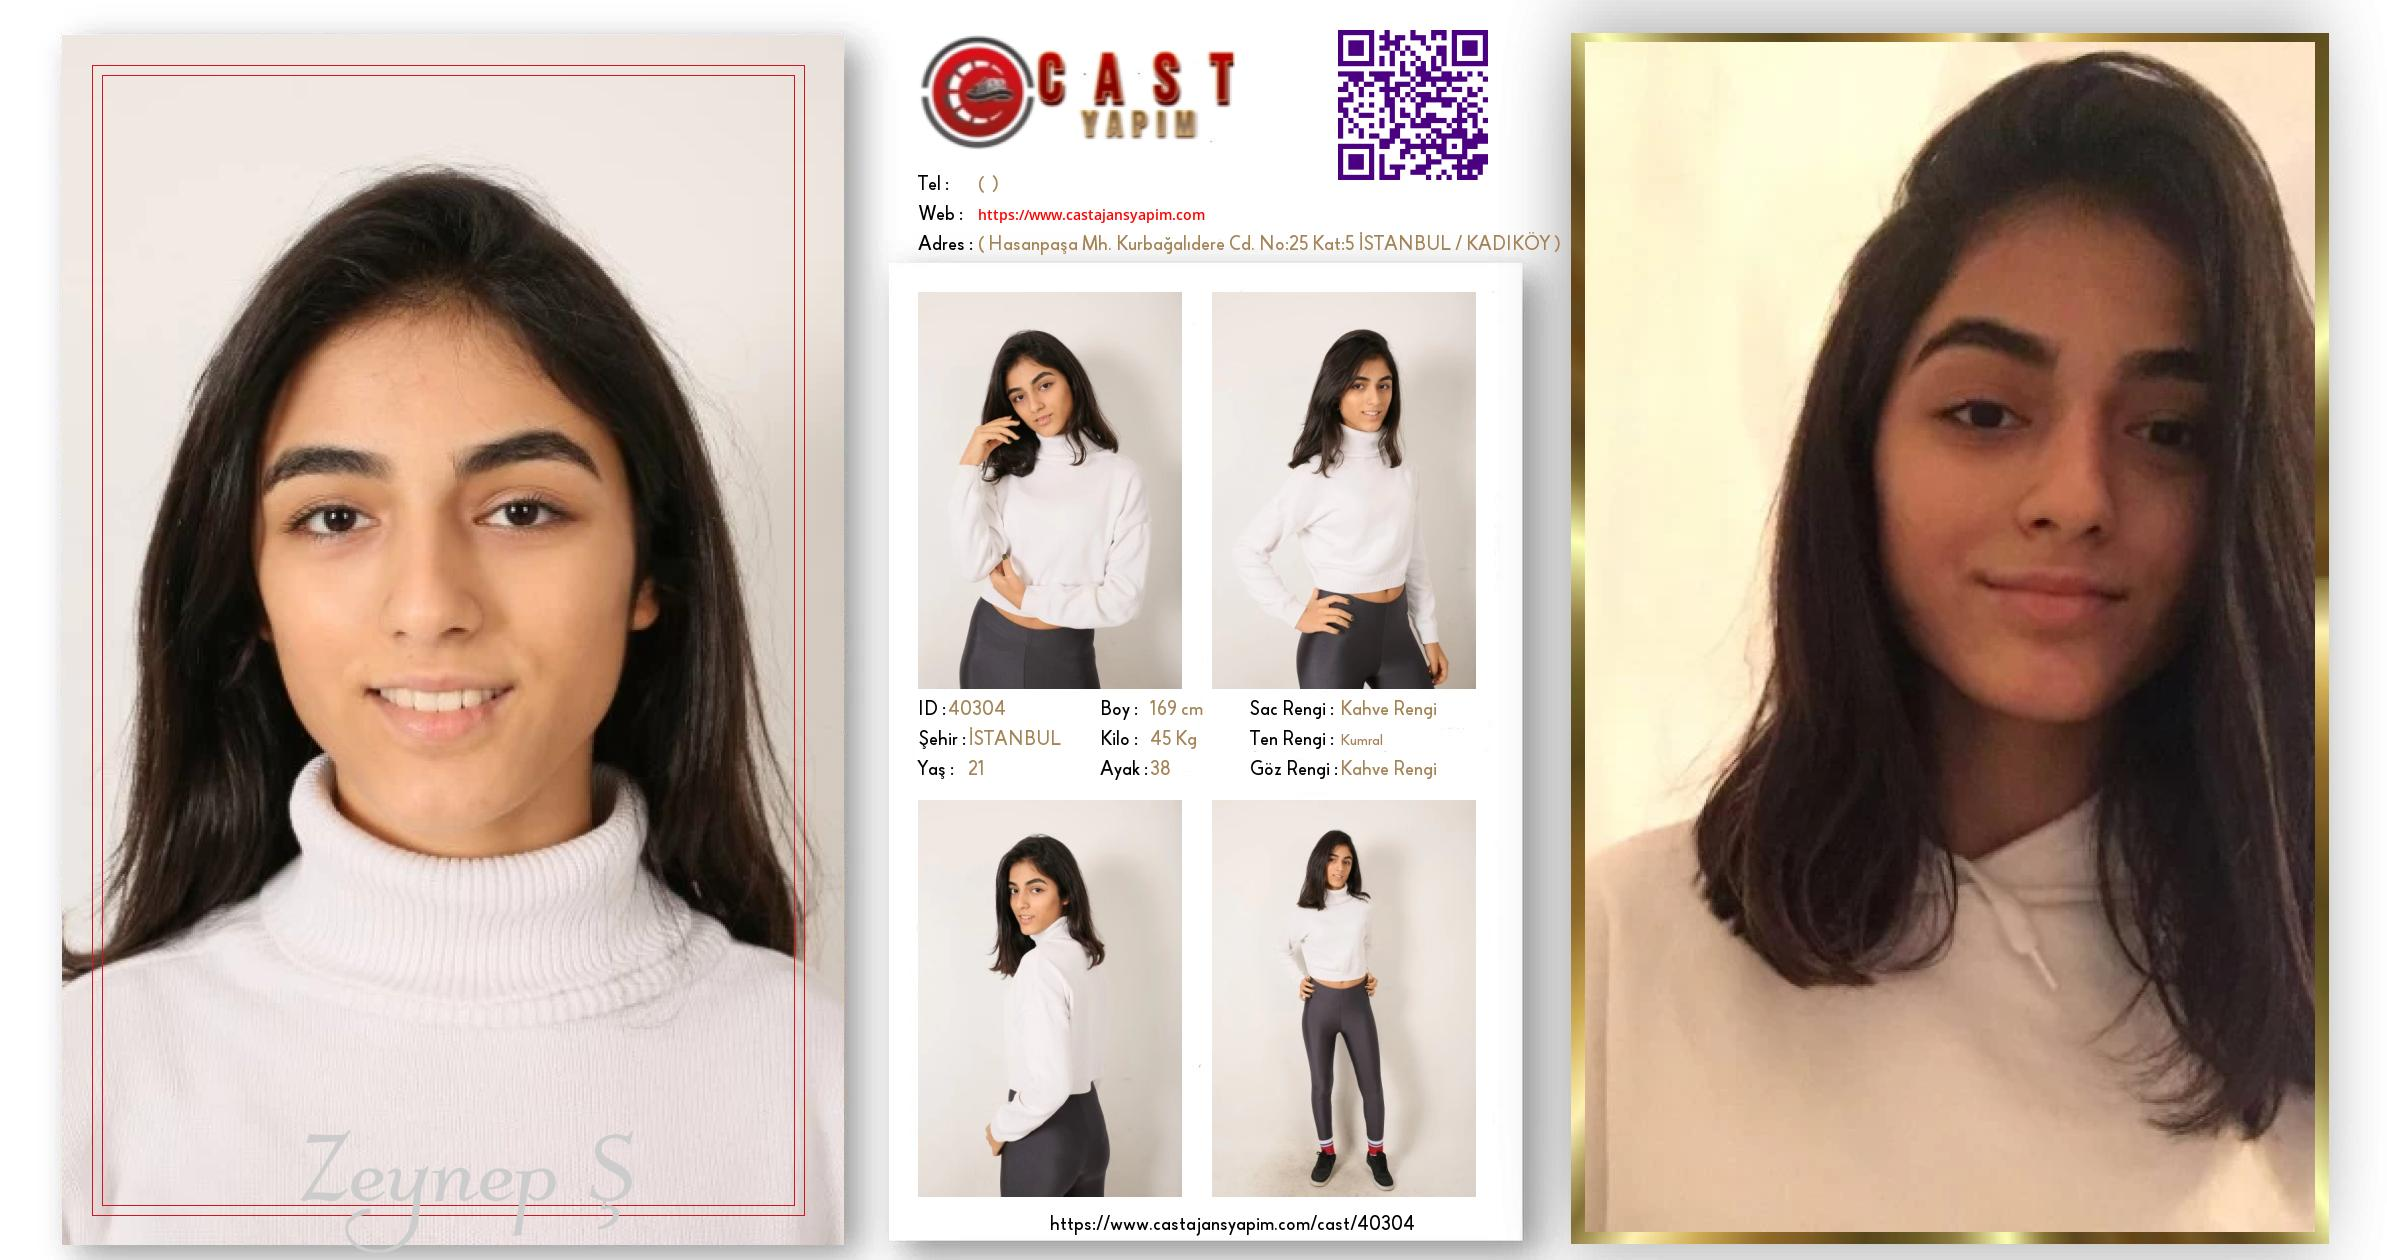 CAST
YAPIM
Tel : ( )
Web : https://www.castajansyapim.com
Adres : ( Hasanpaşa Mh. Kurbağalıdere Cd. No:25 Kat:5 İSTANBUL / KADIKÖY )
ID : 40304 Boy : 169 cm Sac Rengi : Kahve Rengi
Şehir : İSTANBUL Kilo : 45 Kg Ten Rengi : Kumral
Yaş : 21 Ayak : 38 Göz Rengi : Kahve Rengi
Zeynep Ş
https://www.castajansyapim.com/cast/40304